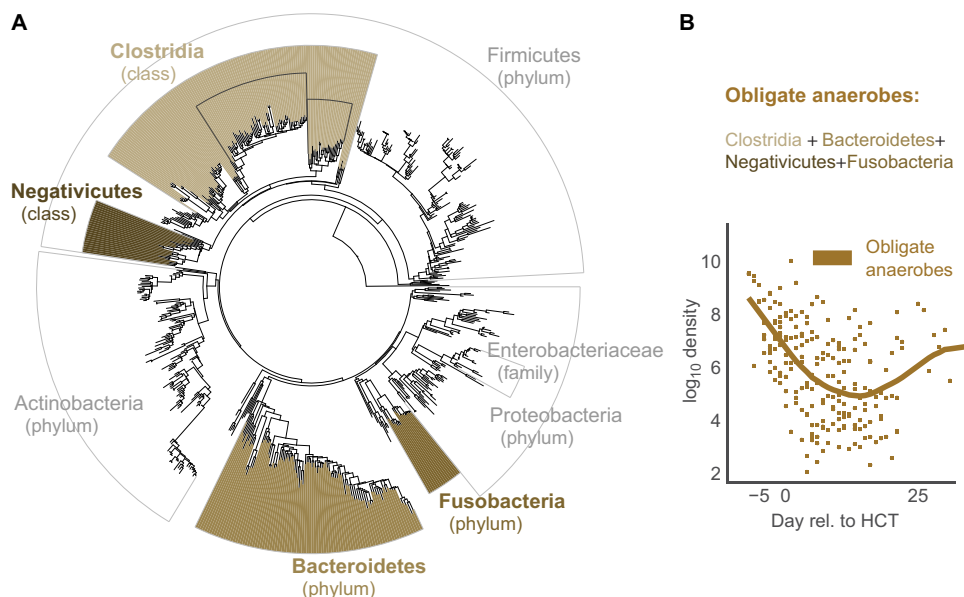 A
Clostridia
(class)
Firmicutes
(phylum)
Negativicutes
(class)
Enterobacteriaceae
(family)
Proteobacteria
(phylum)
Actinobacteria
(phylum)
Fusobacteria
(phylum)
Bacteroidetes
(phylum)
B
Obligate anaerobes:
Clostridia + Bacteroidetes+
Negativicutes+Fusobacteria
Obligate
anaerobes
log10 density
10
8
6
4
2
−5 0 25
Day rel. to HCT